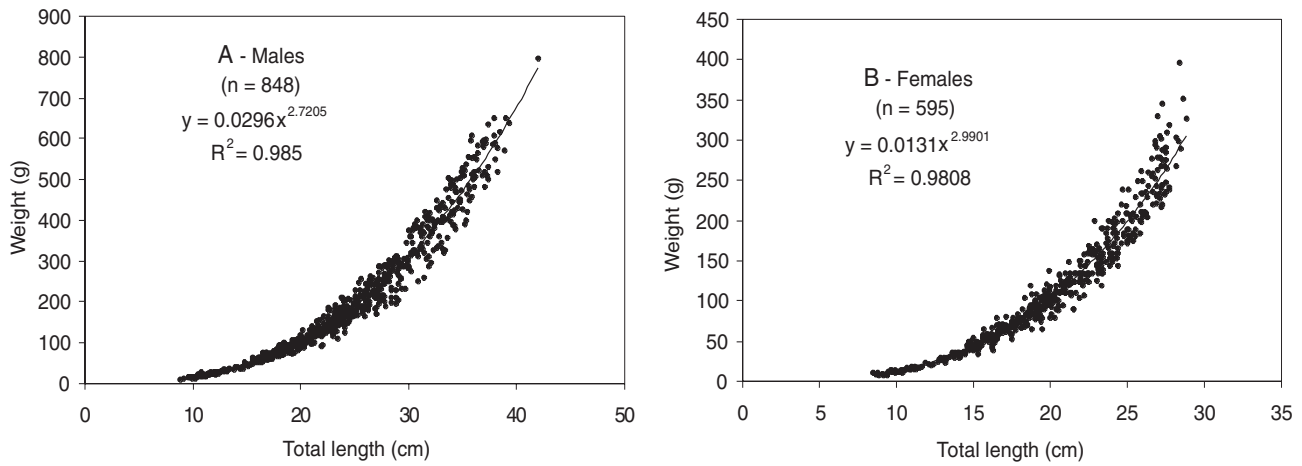 900
800
700
600
500
400
300
200
100
0
Weight (g)
A - Males
(n = 848)
y = 0.0296x^2.7205
R^2 = 0.985
0 10 20 30 40 50
Total length (cm)
450
400
350
300
250
200
150
100
50
0
Weight (g)
B - Females
(n = 595)
y = 0.0131x^2.9901
R^2 = 0.9808
0 5 10 15 20 25 30 35
Total length (cm)